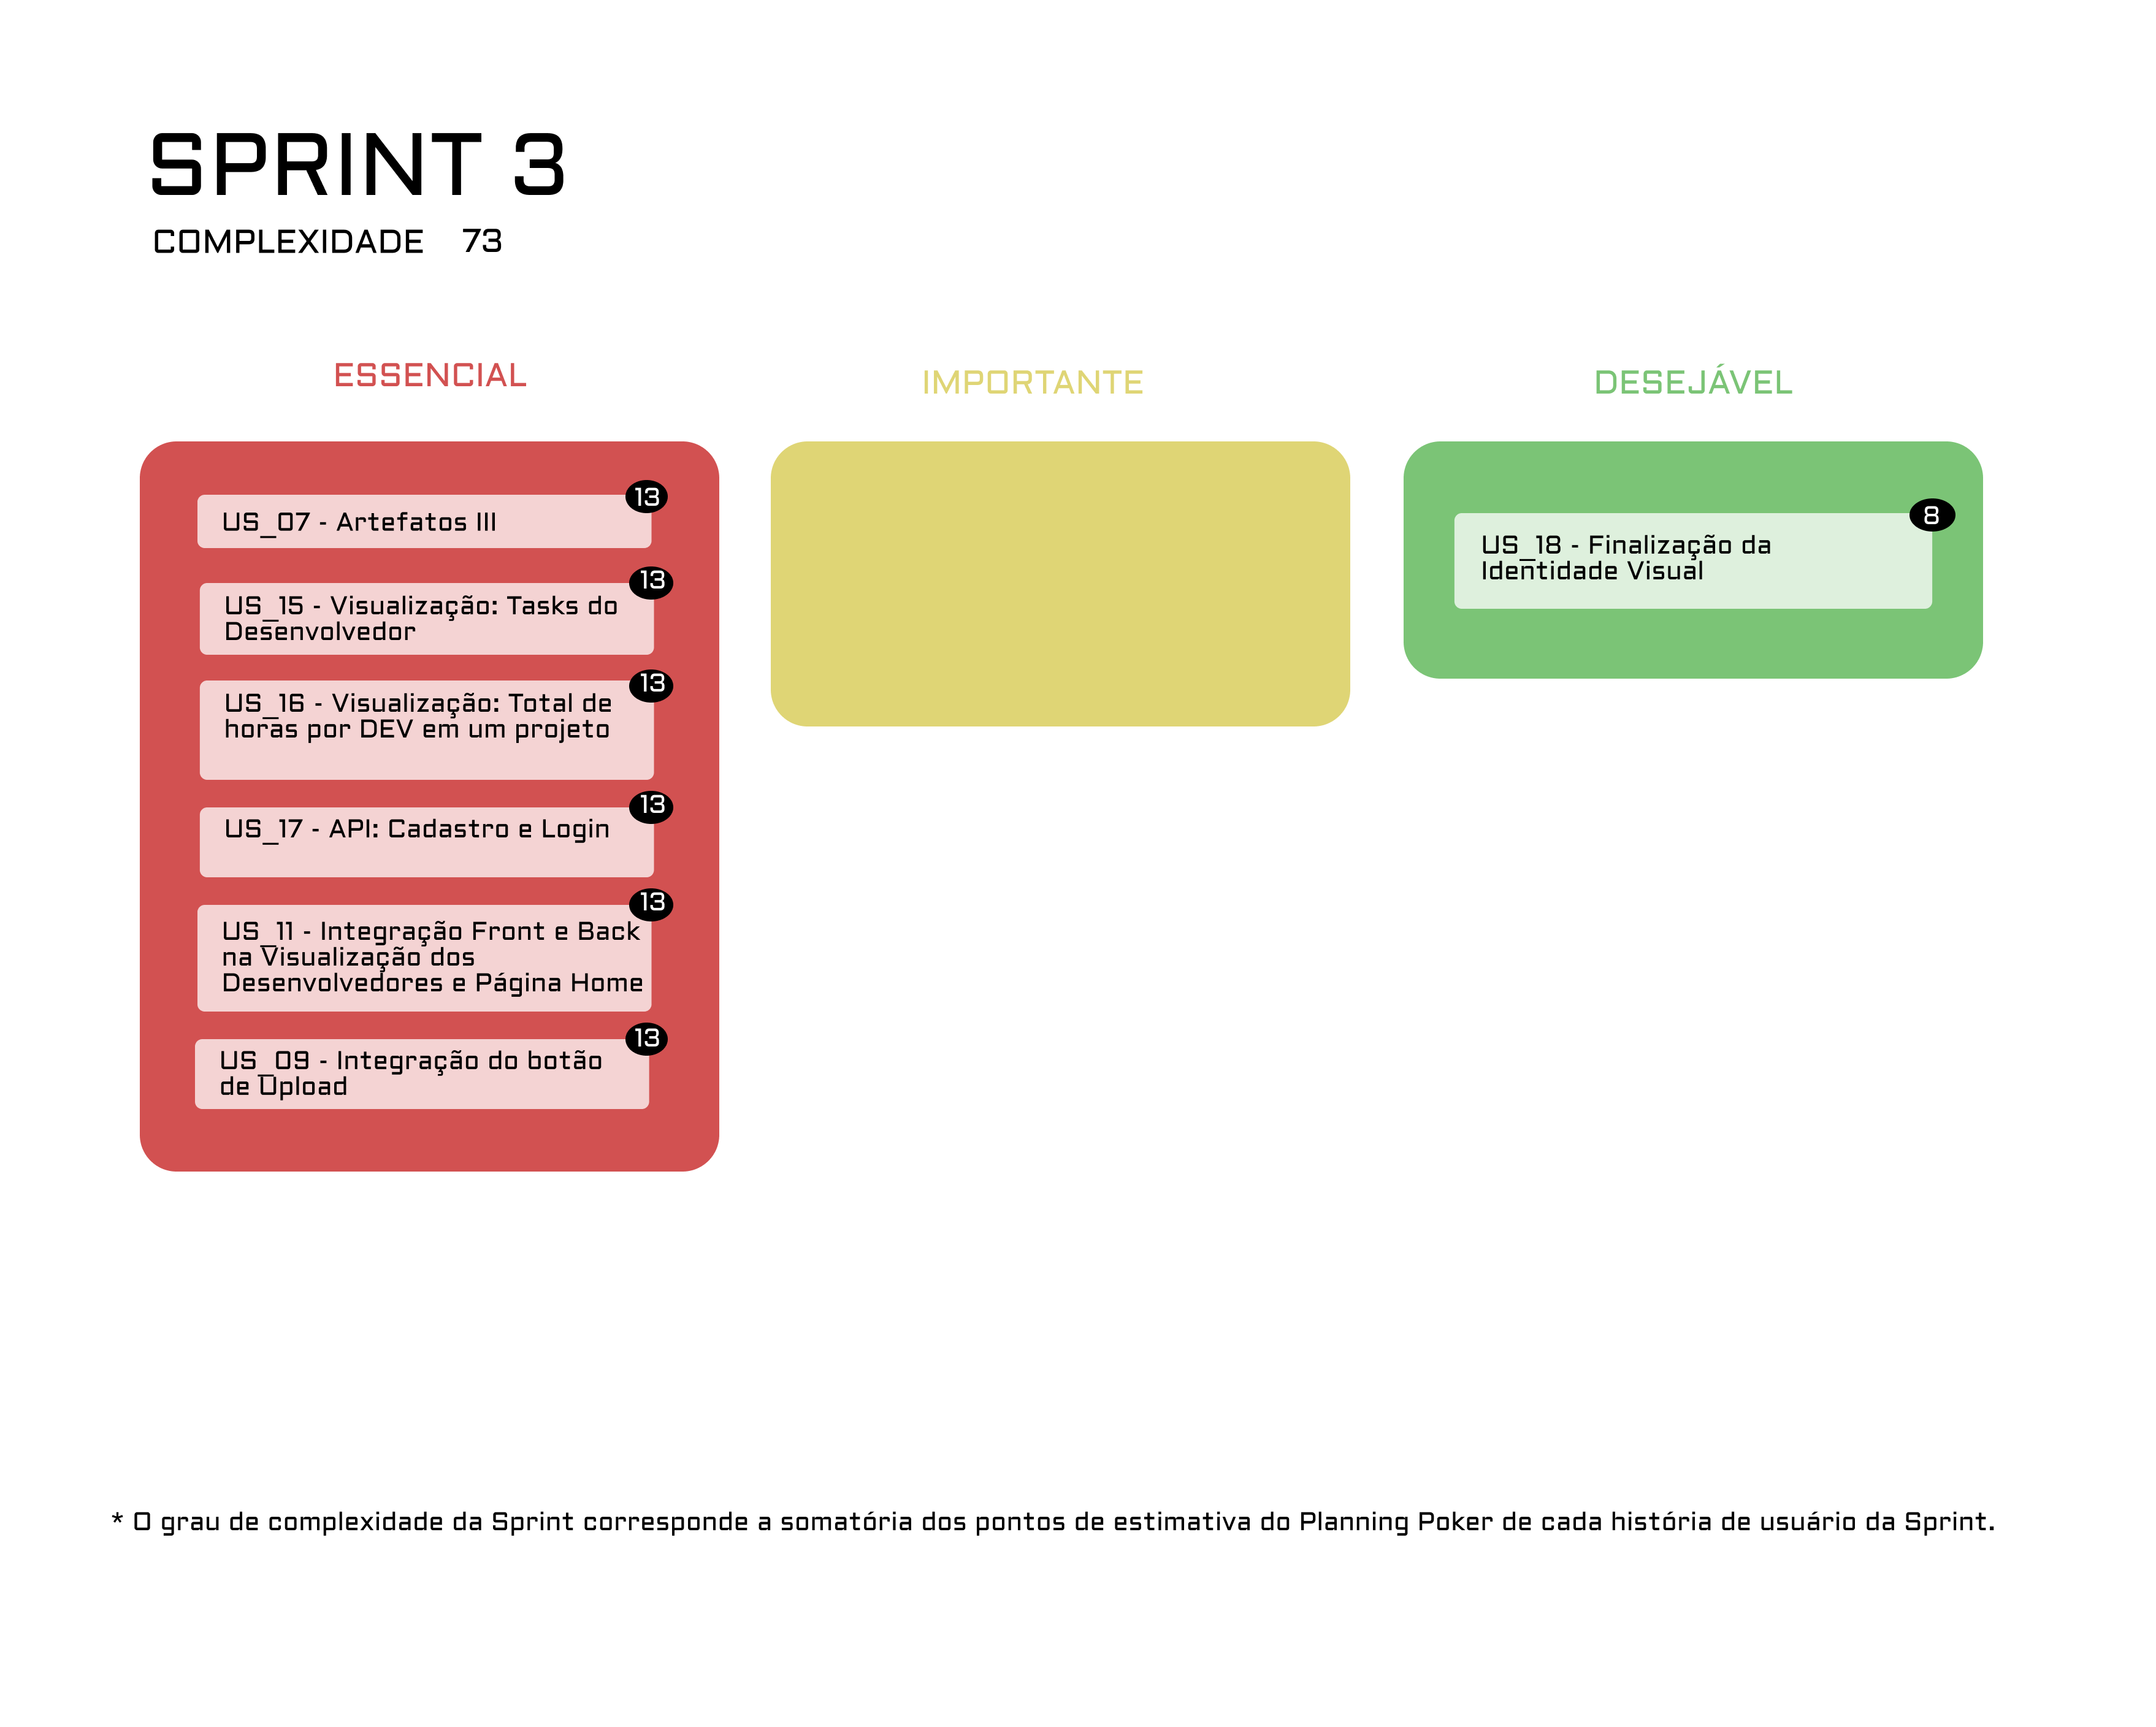 SPRINT 3
COMPLEXIDADE 73
ESSENCIAL
13
US_07 - Artefatos III
13
US_15 - Visualização: Tasks do
Desenvolvedor
13
US_16 - Visualização: Total de
horas por DEV em um projeto
13
US_17 - API: Cadastro e Login
13
US_11 - Integração Front e Back
na Visualização dos
Desenvolvedores e Página Home
13
US_09 - Integração do botão
de Upload
IMPORTANTE
DESEJÁVEL
8
US_18 - Finalização da
Identidade Visual
* O grau de complexidade da Sprint corresponde a somatória dos pontos de estimativa do Planning Poker de cada história de usuário da Sprint.